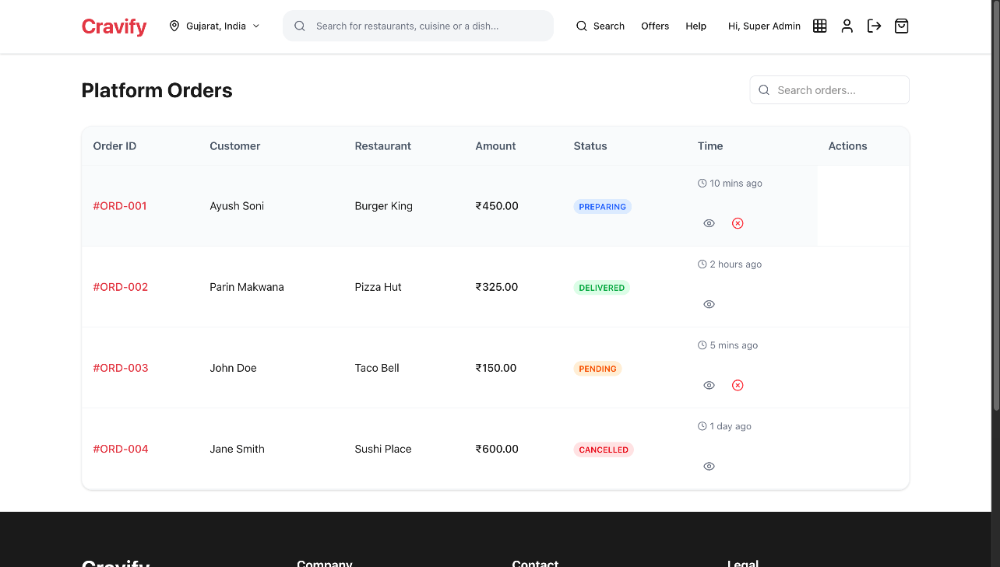 Cravify
Gujarat, India
Search for restaurants, cuisine or a dish...
Search
Offers
Help
Hi, Super Admin
Platform Orders
Search orders...
Order ID Customer Restaurant Amount Status Time Actions
#ORD-001 Ayush Soni Burger King ₹450.00 PREPARING 10 mins ago
#ORD-002 Parin Makwana Pizza Hut ₹325.00 DELIVERED 2 hours ago
#ORD-003 John Doe Taco Bell ₹150.00 PENDING 5 mins ago
#ORD-004 Jane Smith Sushi Place ₹600.00 CANCELLED 1 day ago
Cravify Company Contact Legal